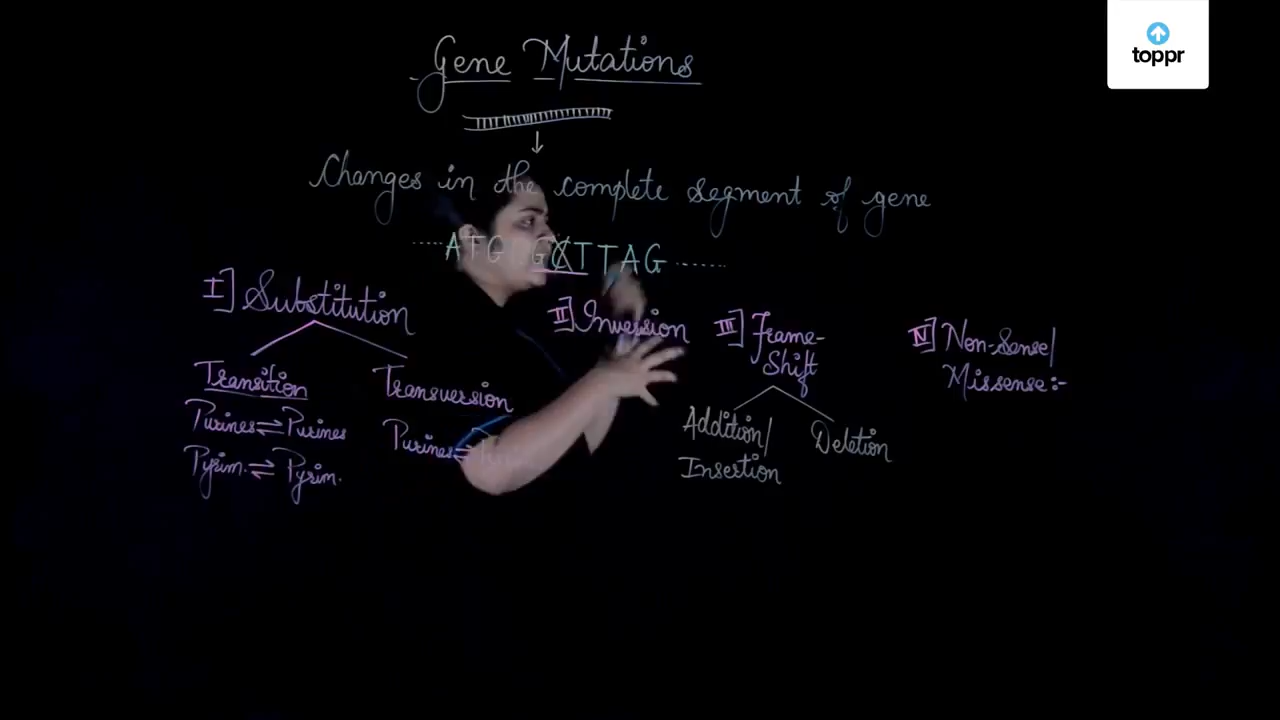 toppr
Gene Mutations
Changes in the complete segment of gene
.....ATG GCTTAG.......
I] Substitution
II] Inversion
III] Frame-
Shift
IV] Non-Sense/
Missense:-
Transition
Transversion
Purines⇌Purines
Pyrim.⇌Pyrim.
Purines⇌
Addition/
Insertion
Deletion